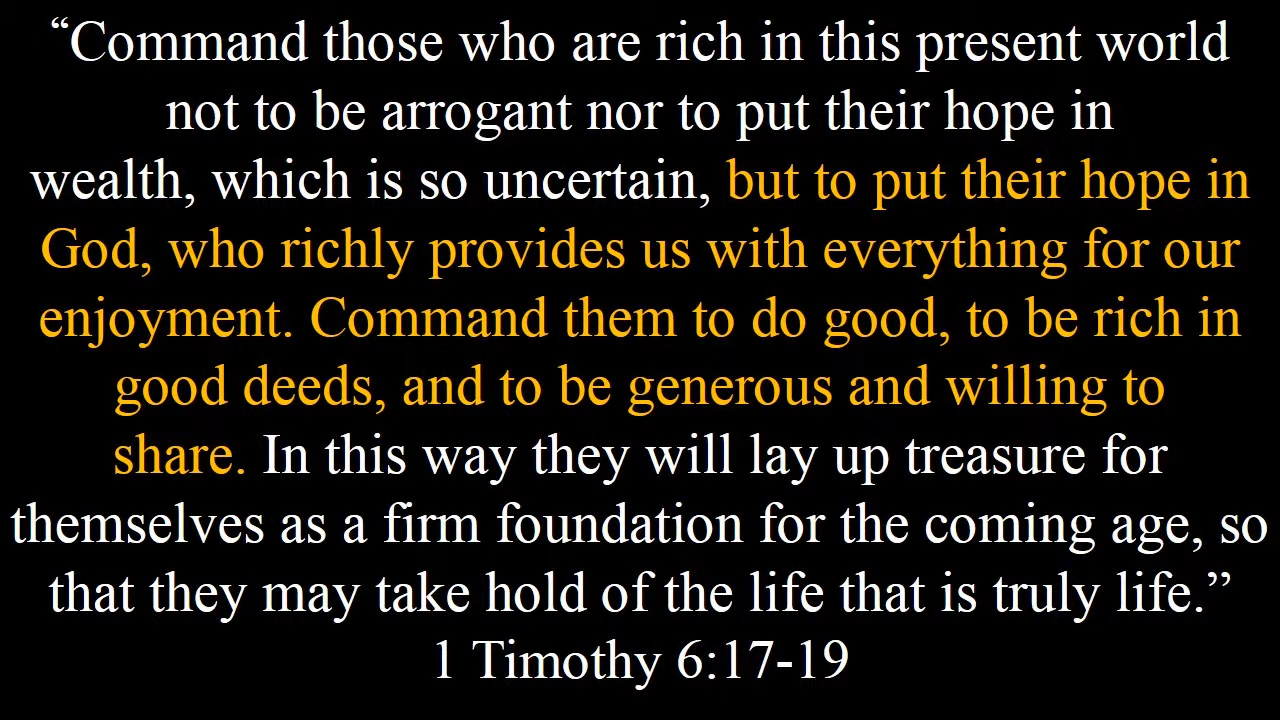 “Command those who are rich in this present world
not to be arrogant nor to put their hope in
wealth, which is so uncertain, but to put their hope in
God, who richly provides us with everything for our
enjoyment. Command them to do good, to be rich in
good deeds, and to be generous and willing to
share. In this way they will lay up treasure for
themselves as a firm foundation for the coming age, so
that they may take hold of the life that is truly life.”
1 Timothy 6:17-19